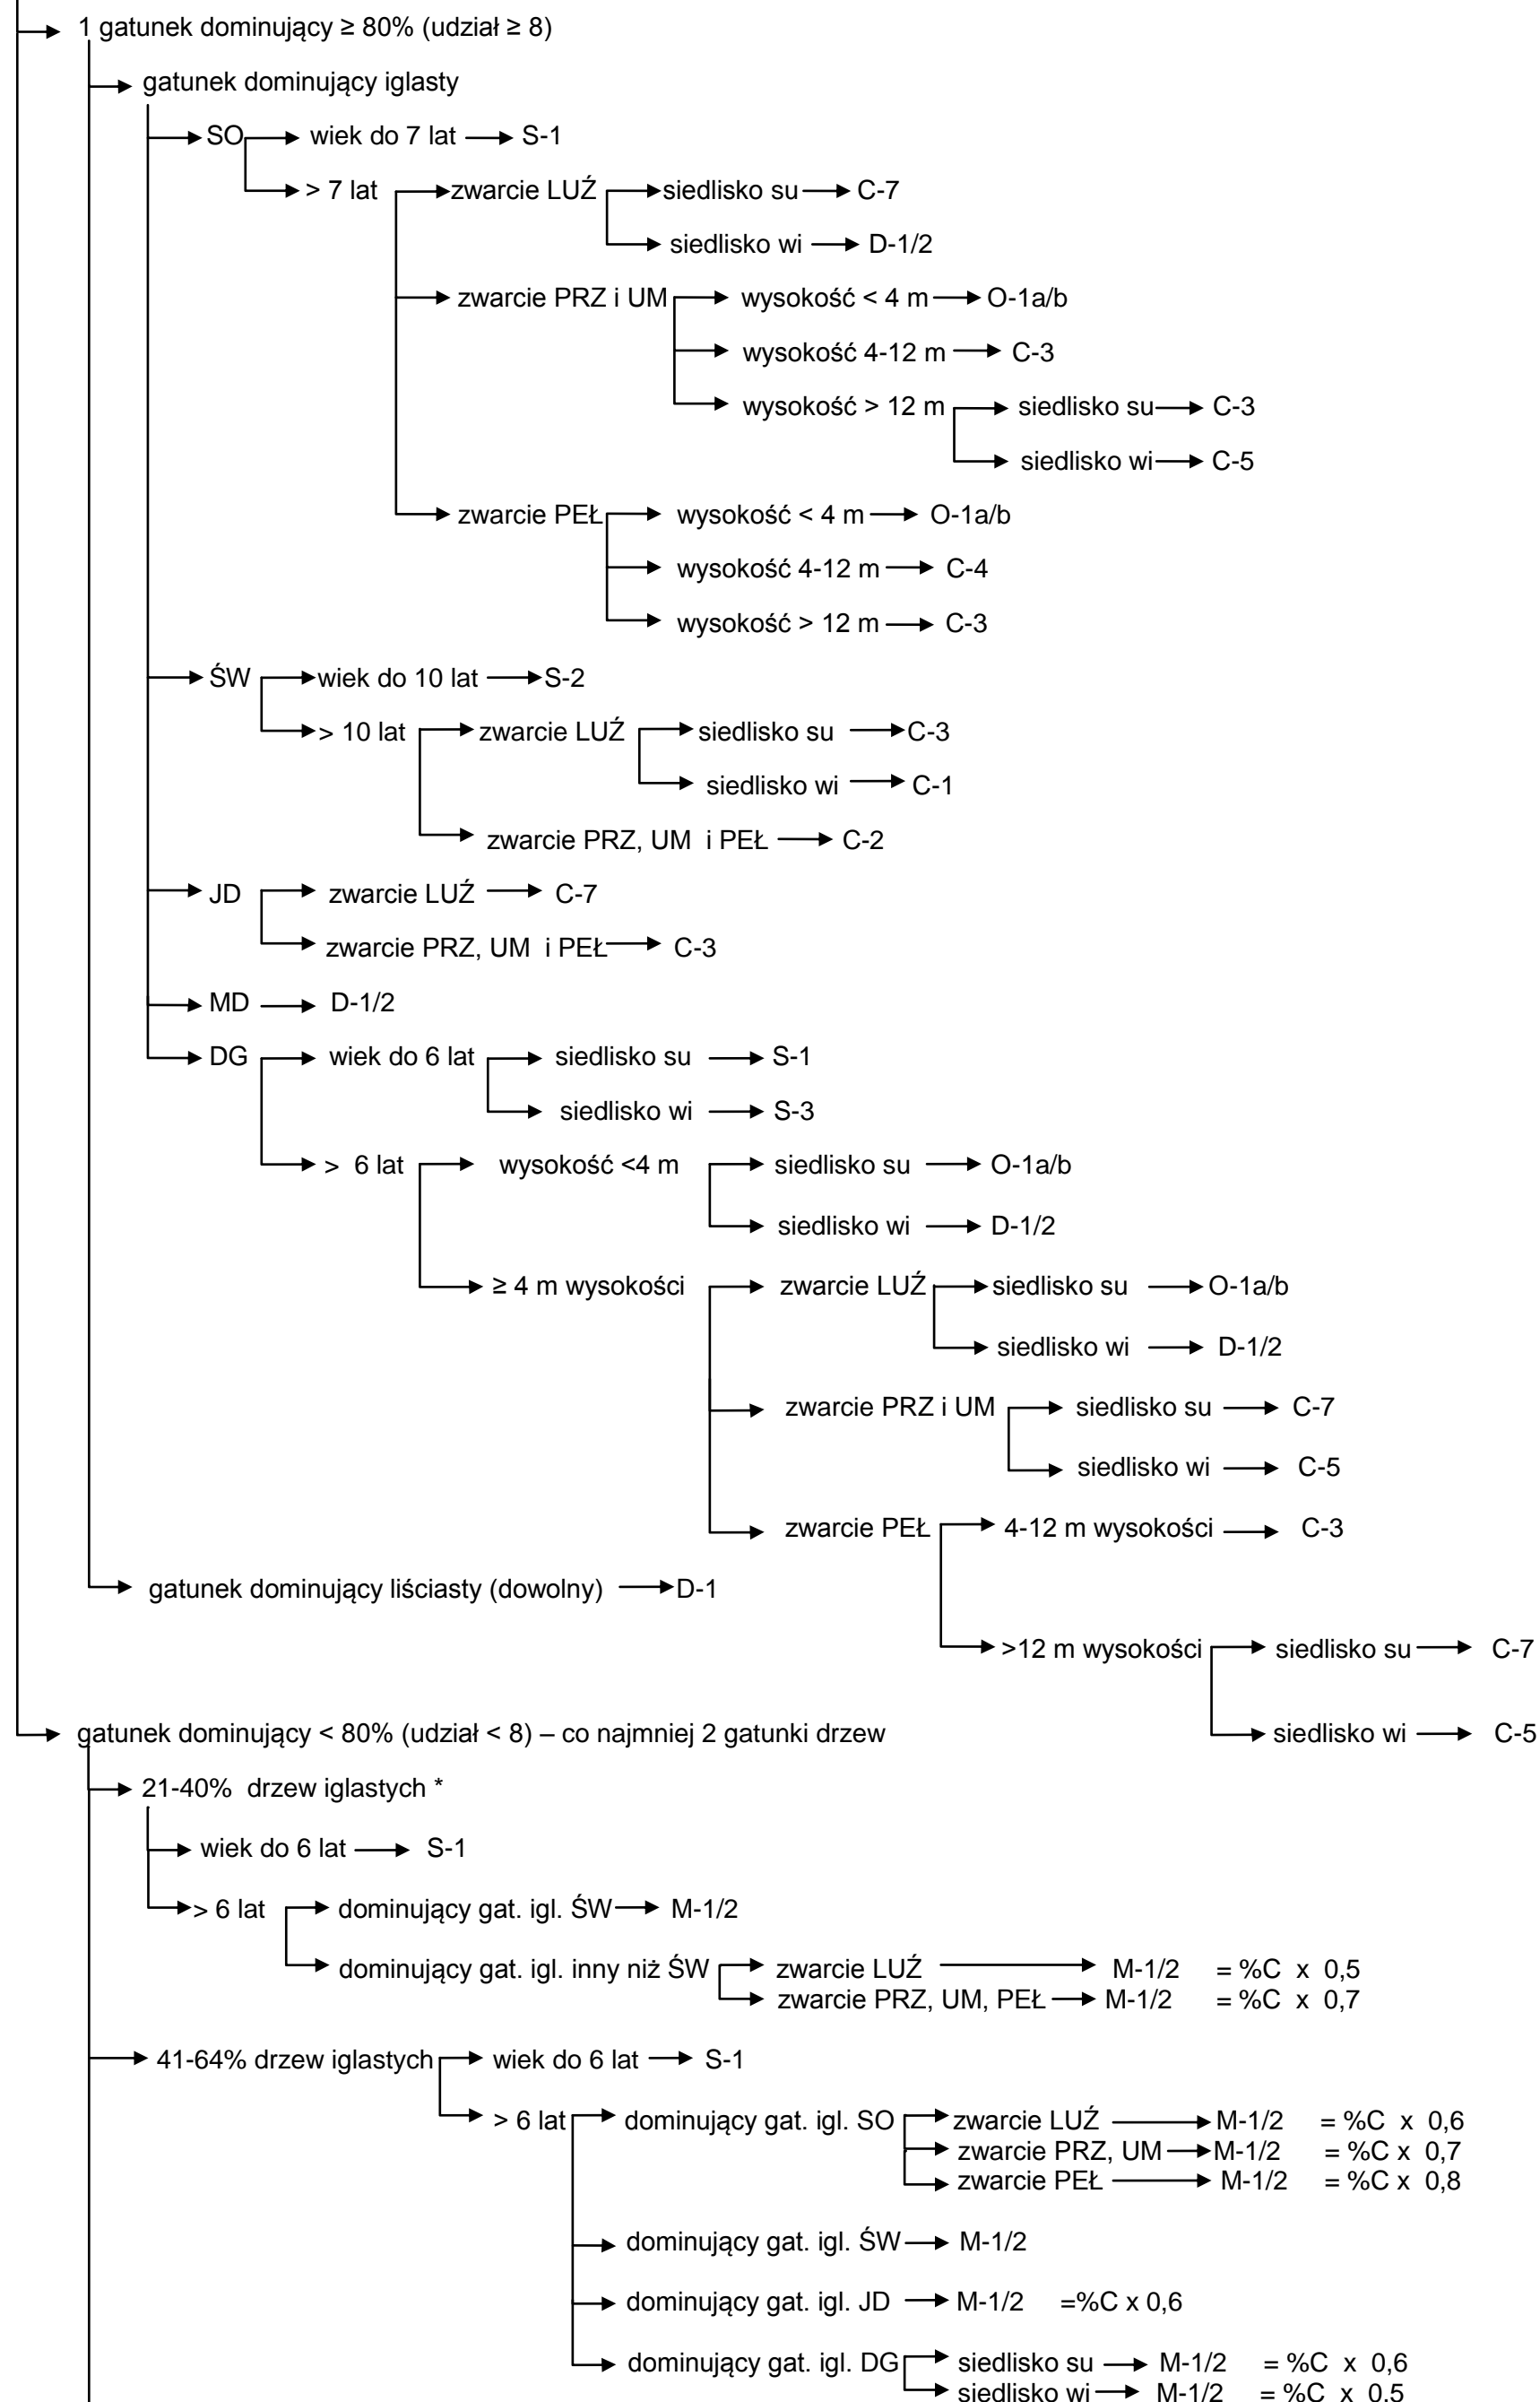 1 gatunek dominujący ≥ 80% (udział ≥ 8)
gatunek dominujący iglasty
SO wiek do 7 lat S-1
> 7 lat zwarcie LUŹ siedlisko su C-7
siedlisko wi D-1/2
zwarcie PRZ i UM wysokość < 4 m O-1a/b
wysokość 4-12 m C-3
wysokość > 12 m siedlisko su C-3
siedlisko wi C-5
zwarcie PEŁ wysokość < 4 m O-1a/b
wysokość 4-12 m C-4
wysokość > 12 m C-3
ŚW wiek do 10 lat S-2
> 10 lat zwarcie LUŹ siedlisko su C-3
siedlisko wi C-1
zwarcie PRZ, UM i PEŁ C-2
JD zwarcie LUŹ C-7
zwarcie PRZ, UM i PEŁ C-3
MD D-1/2
DG wiek do 6 lat siedlisko su S-1
siedlisko wi S-3
> 6 lat wysokość <4 m siedlisko su O-1a/b
siedlisko wi D-1/2
≥ 4 m wysokości zwarcie LUŹ siedlisko su O-1a/b
siedlisko wi D-1/2
zwarcie PRZ i UM siedlisko su C-7
siedlisko wi C-5
zwarcie PEŁ 4-12 m wysokości C-3
gatunek dominujący liściasty (dowolny) D-1
>12 m wysokości siedlisko su C-7
gatunek dominujący < 80% (udział < 8) – co najmniej 2 gatunki drzew siedlisko wi C-5
21-40% drzew iglastych *
wiek do 6 lat S-1
> 6 lat dominujący gat. igl. ŚW M-1/2
dominujący gat. igl. inny niż ŚW zwarcie LUŹ M-1/2 = %C x 0,5
zwarcie PRZ, UM, PEŁ M-1/2 = %C x 0,7
41-64% drzew iglastych wiek do 6 lat S-1
> 6 lat dominujący gat. igl. SO zwarcie LUŹ M-1/2 = %C x 0,6
zwarcie PRZ, UM M-1/2 = %C x 0,7
zwarcie PEŁ M-1/2 = %C x 0,8
dominujący gat. igl. ŚW M-1/2
dominujący gat. igl. JD M-1/2 =%C x 0,6
dominujący gat. igl. DG siedlisko su M-1/2 = %C x 0,6
siedlisko wi M-1/2 = %C x 0,5